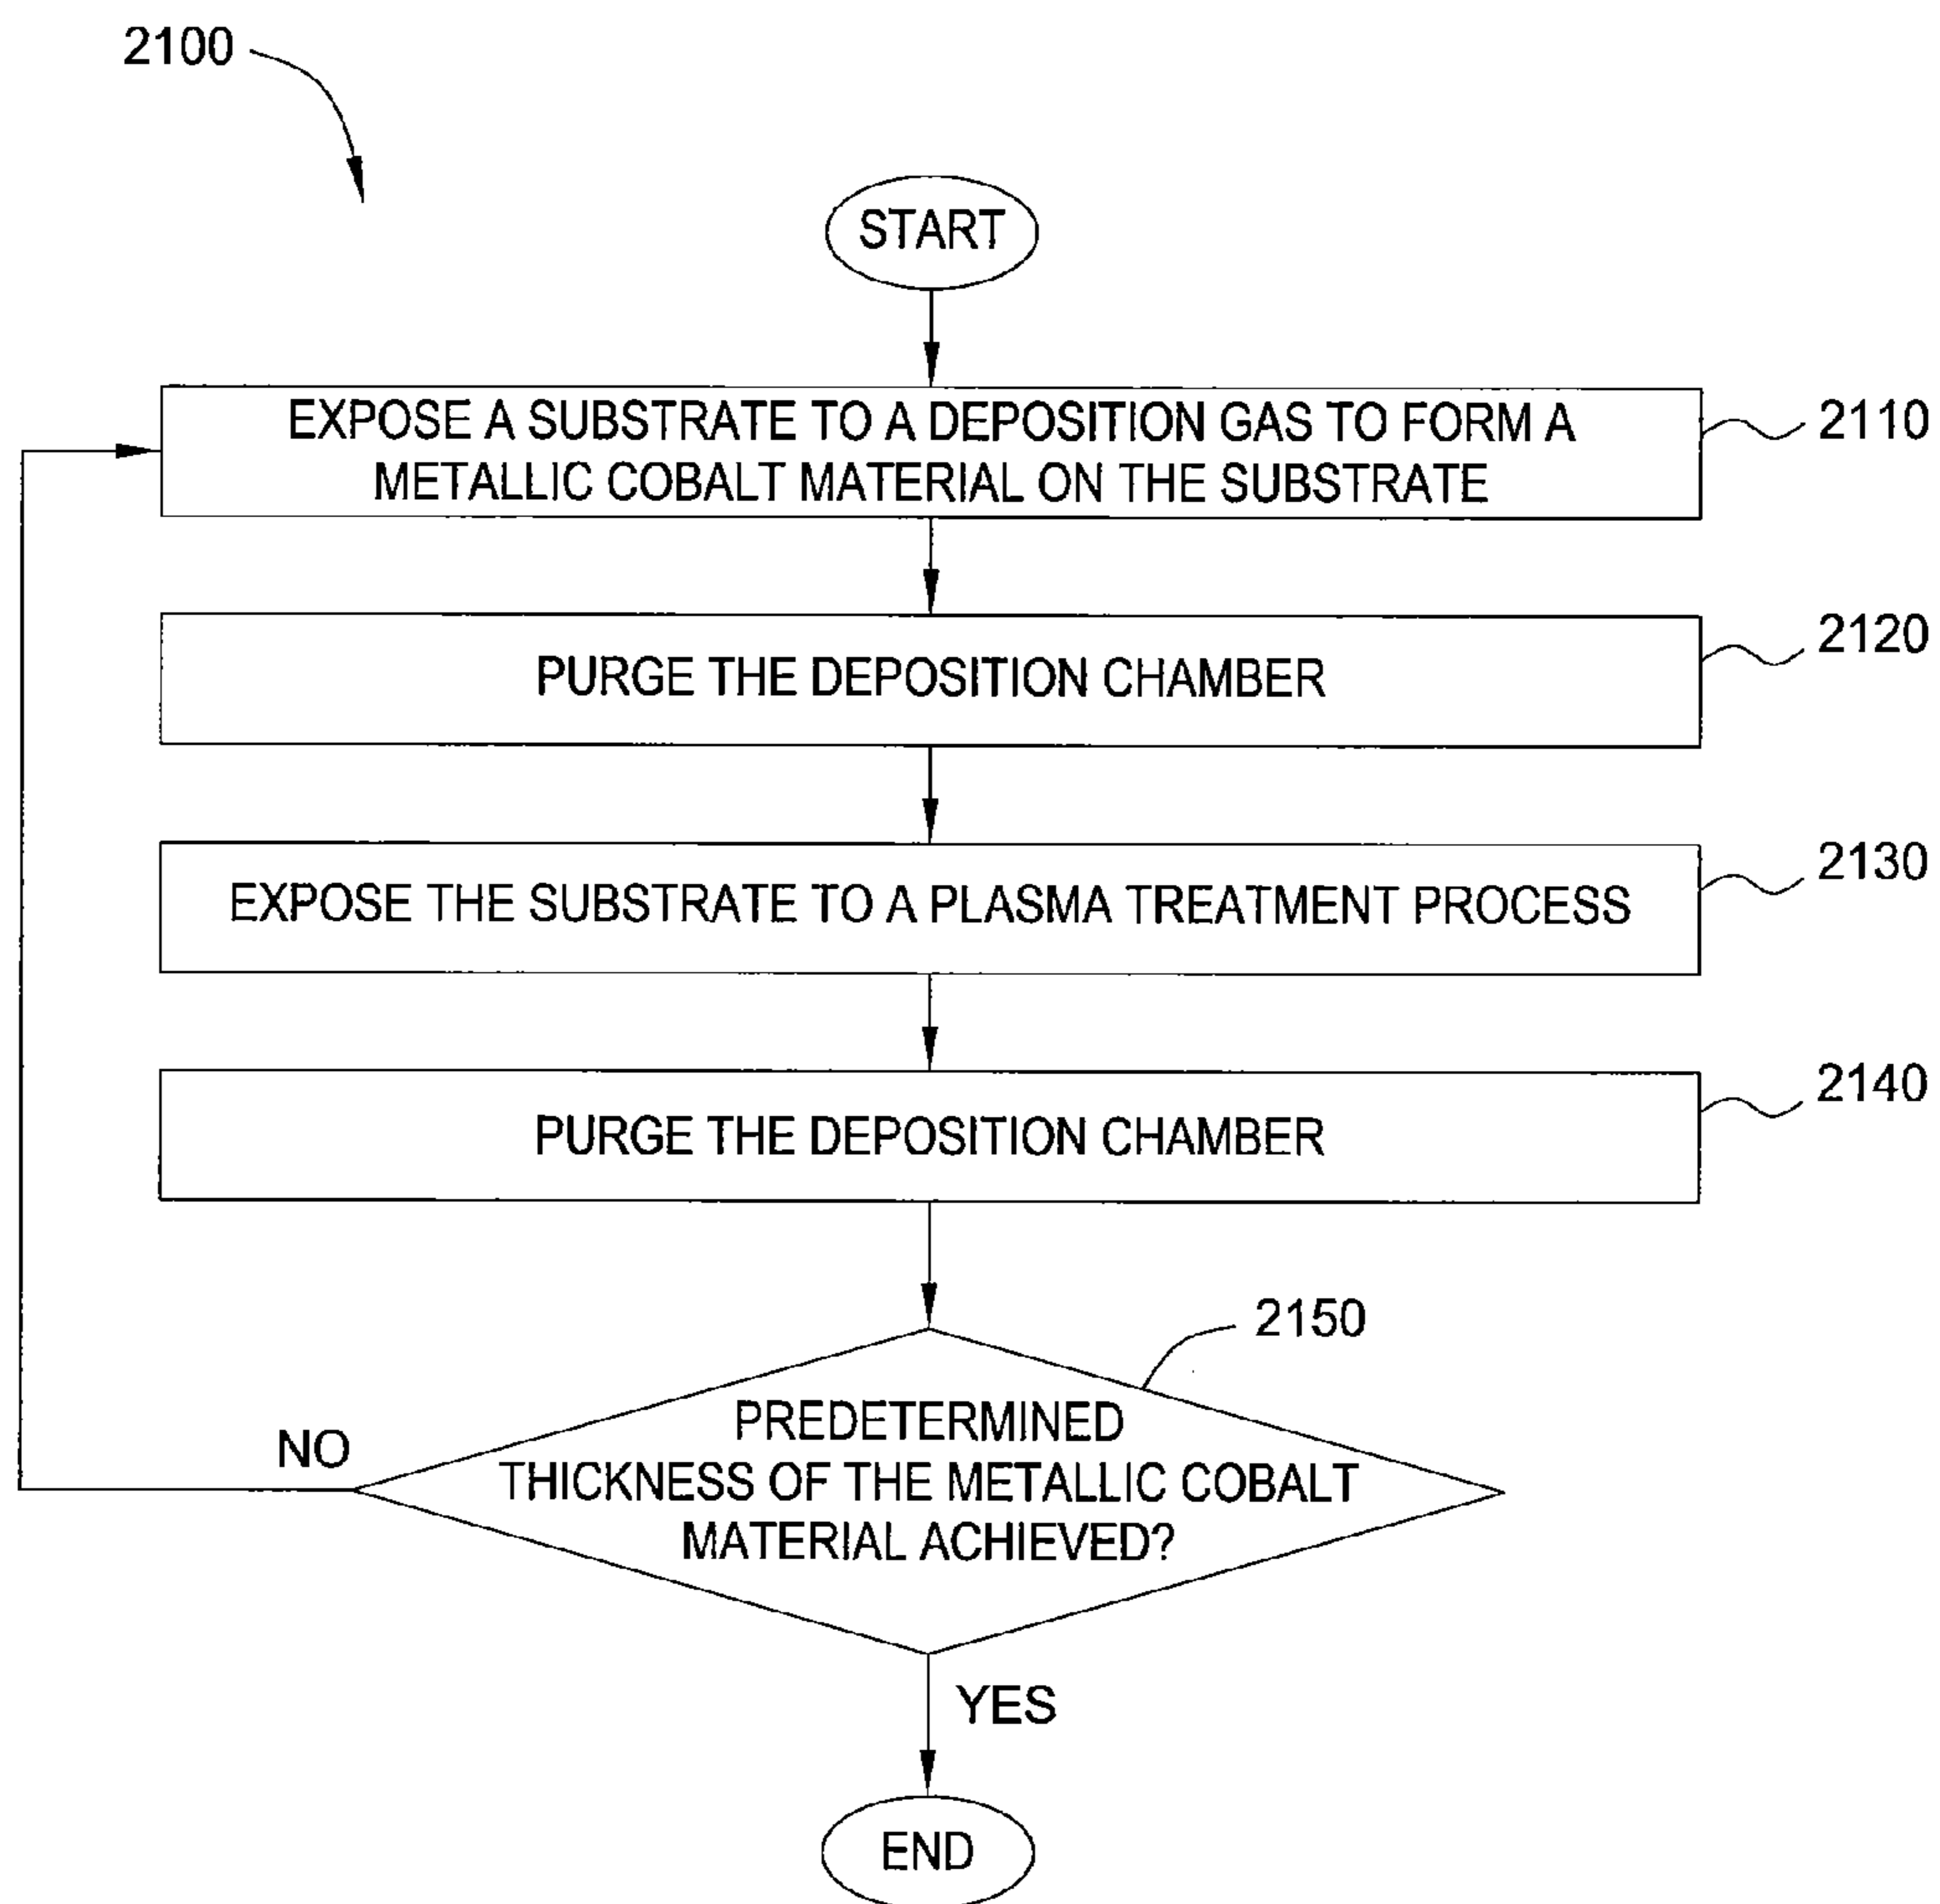 2100
START
EXPOSE A SUBSTRATE TO A DEPOSITION GAS TO FORM A
METALLIC COBALT MATERIAL ON THE SUBSTRATE
2110
PURGE THE DEPOSITION CHAMBER
2120
EXPOSE THE SUBSTRATE TO A PLASMA TREATMENT PROCESS
2130
PURGE THE DEPOSITION CHAMBER
2140
2150
PREDETERMINED
THICKNESS OF THE METALLIC COBALT
MATERIAL ACHIEVED?
NO
YES
END